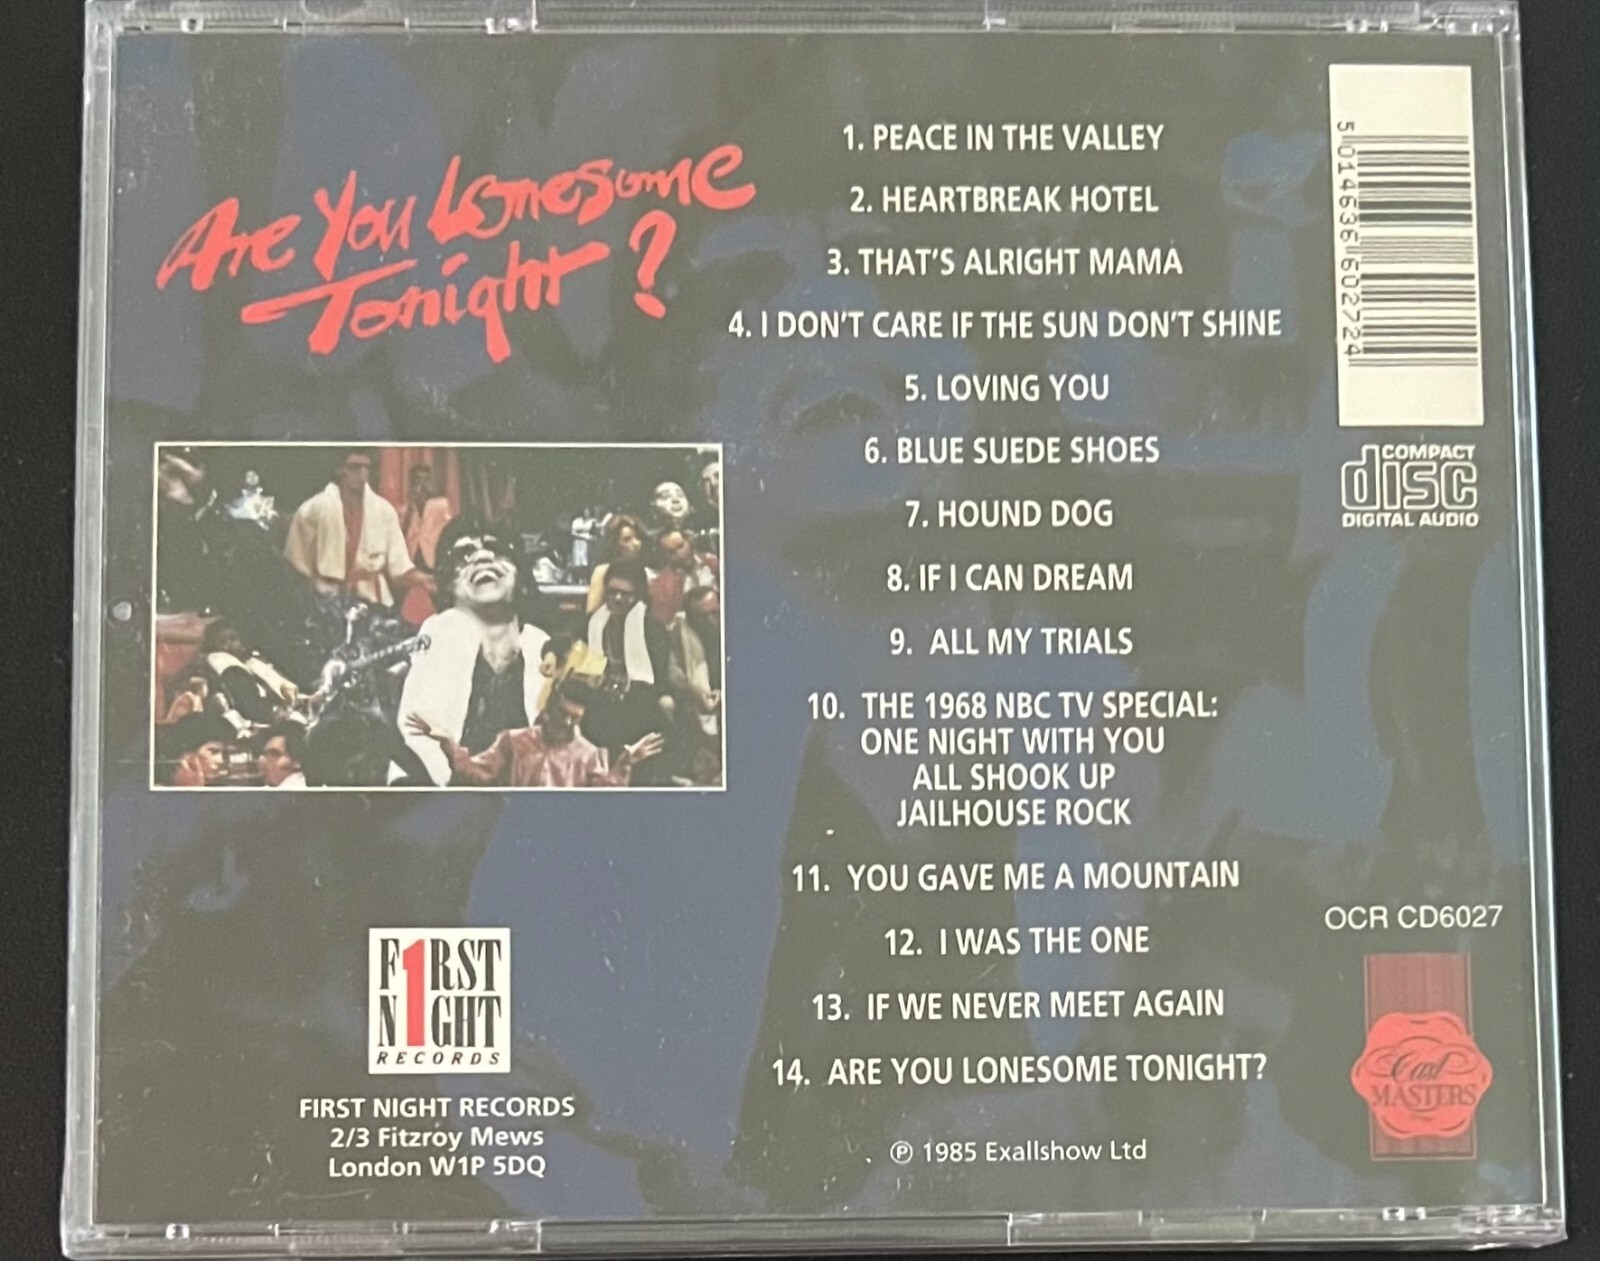 Are You Lonesome
Tonight?
1. PEACE IN THE VALLEY
2. HEARTBREAK HOTEL
3. THAT'S ALRIGHT MAMA
4. I DON'T CARE IF THE SUN DON'T SHINE
5. LOVING YOU
6. BLUE SUEDE SHOES
7. HOUND DOG
8. IF I CAN DREAM
9. ALL MY TRIALS
10. THE 1968 NBC TV SPECIAL:
ONE NIGHT WITH YOU
ALL SHOOK UP
JAILHOUSE ROCK
11. YOU GAVE ME A MOUNTAIN
12. I WAS THE ONE
13. IF WE NEVER MEET AGAIN
14. ARE YOU LONESOME TONIGHT?
℗ 1985 Exallshow Ltd
F1RST
N1GHT
RECORDS
FIRST NIGHT RECORDS
2/3 Fitzroy Mews
London W1P 5DQ
5 014636 602724
COMPACT
disc
DIGITAL AUDIO
OCR CD6027
Cast
MASTERS